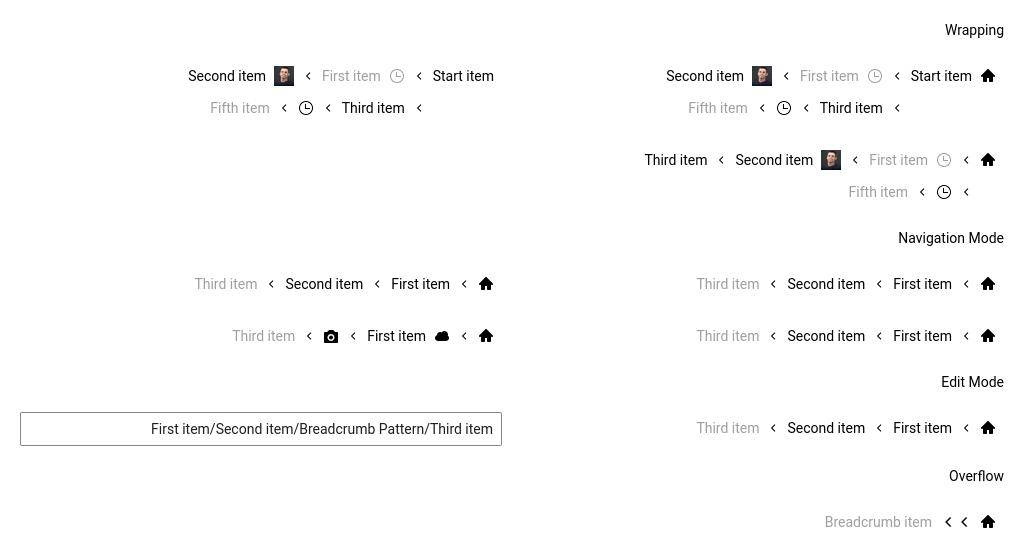 Wrapping
Second item First item Start item
Second item First item Start item
Fifth item Third item
Fifth item Third item
Third item Second item First item
Fifth item
Navigation Mode
Third item Second item First item
Third item Second item First item
Third item First item
Third item Second item First item
Edit Mode
First item/Second item/Breadcrumb Pattern/Third item
Third item Second item First item
Overflow
Breadcrumb item